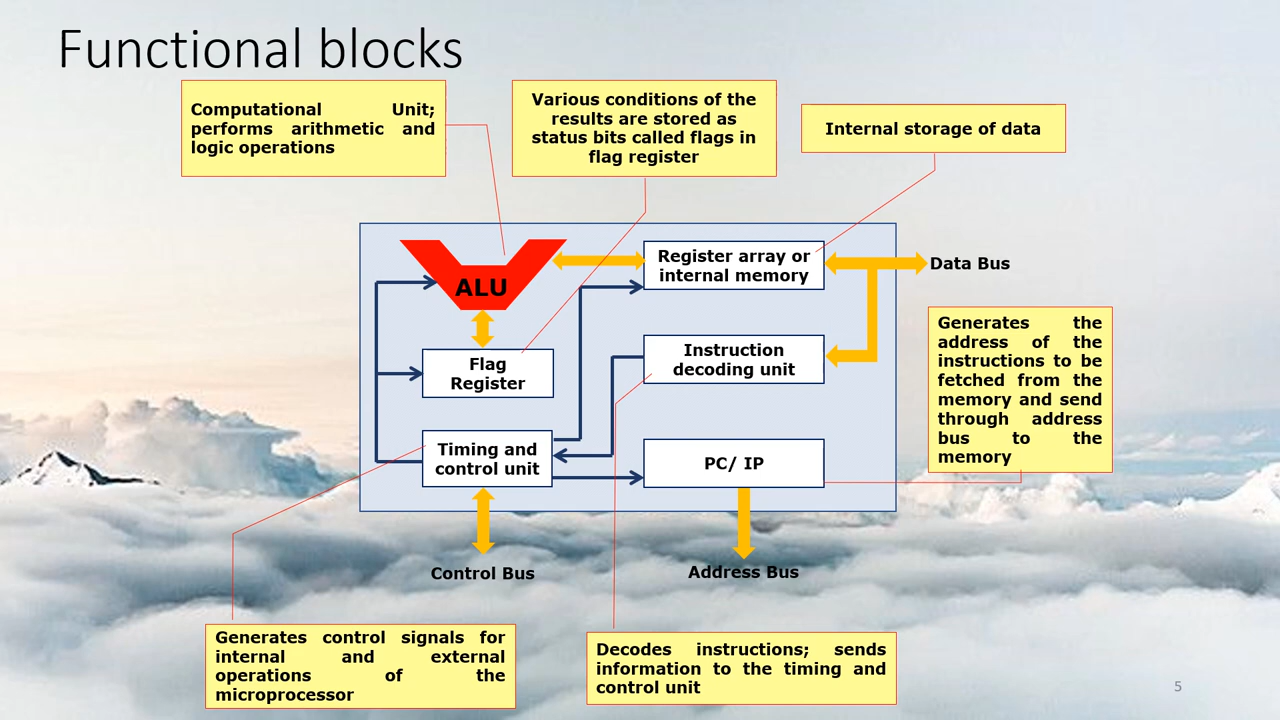 Functional blocks
Computational Unit;
performs arithmetic and
logic operations
Various conditions of the
results are stored as
status bits called flags in
flag register
Internal storage of data
ALU
Register array or
internal memory
Data Bus
Flag
Register
Instruction
decoding unit
Generates the
address of the
instructions to be
fetched from the
memory and send
through address
bus to the
memory
Timing and
control unit
PC/ IP
Control Bus
Address Bus
Generates control signals for
internal and external
operations of the
microprocessor
Decodes instructions; sends
information to the timing and
control unit
5